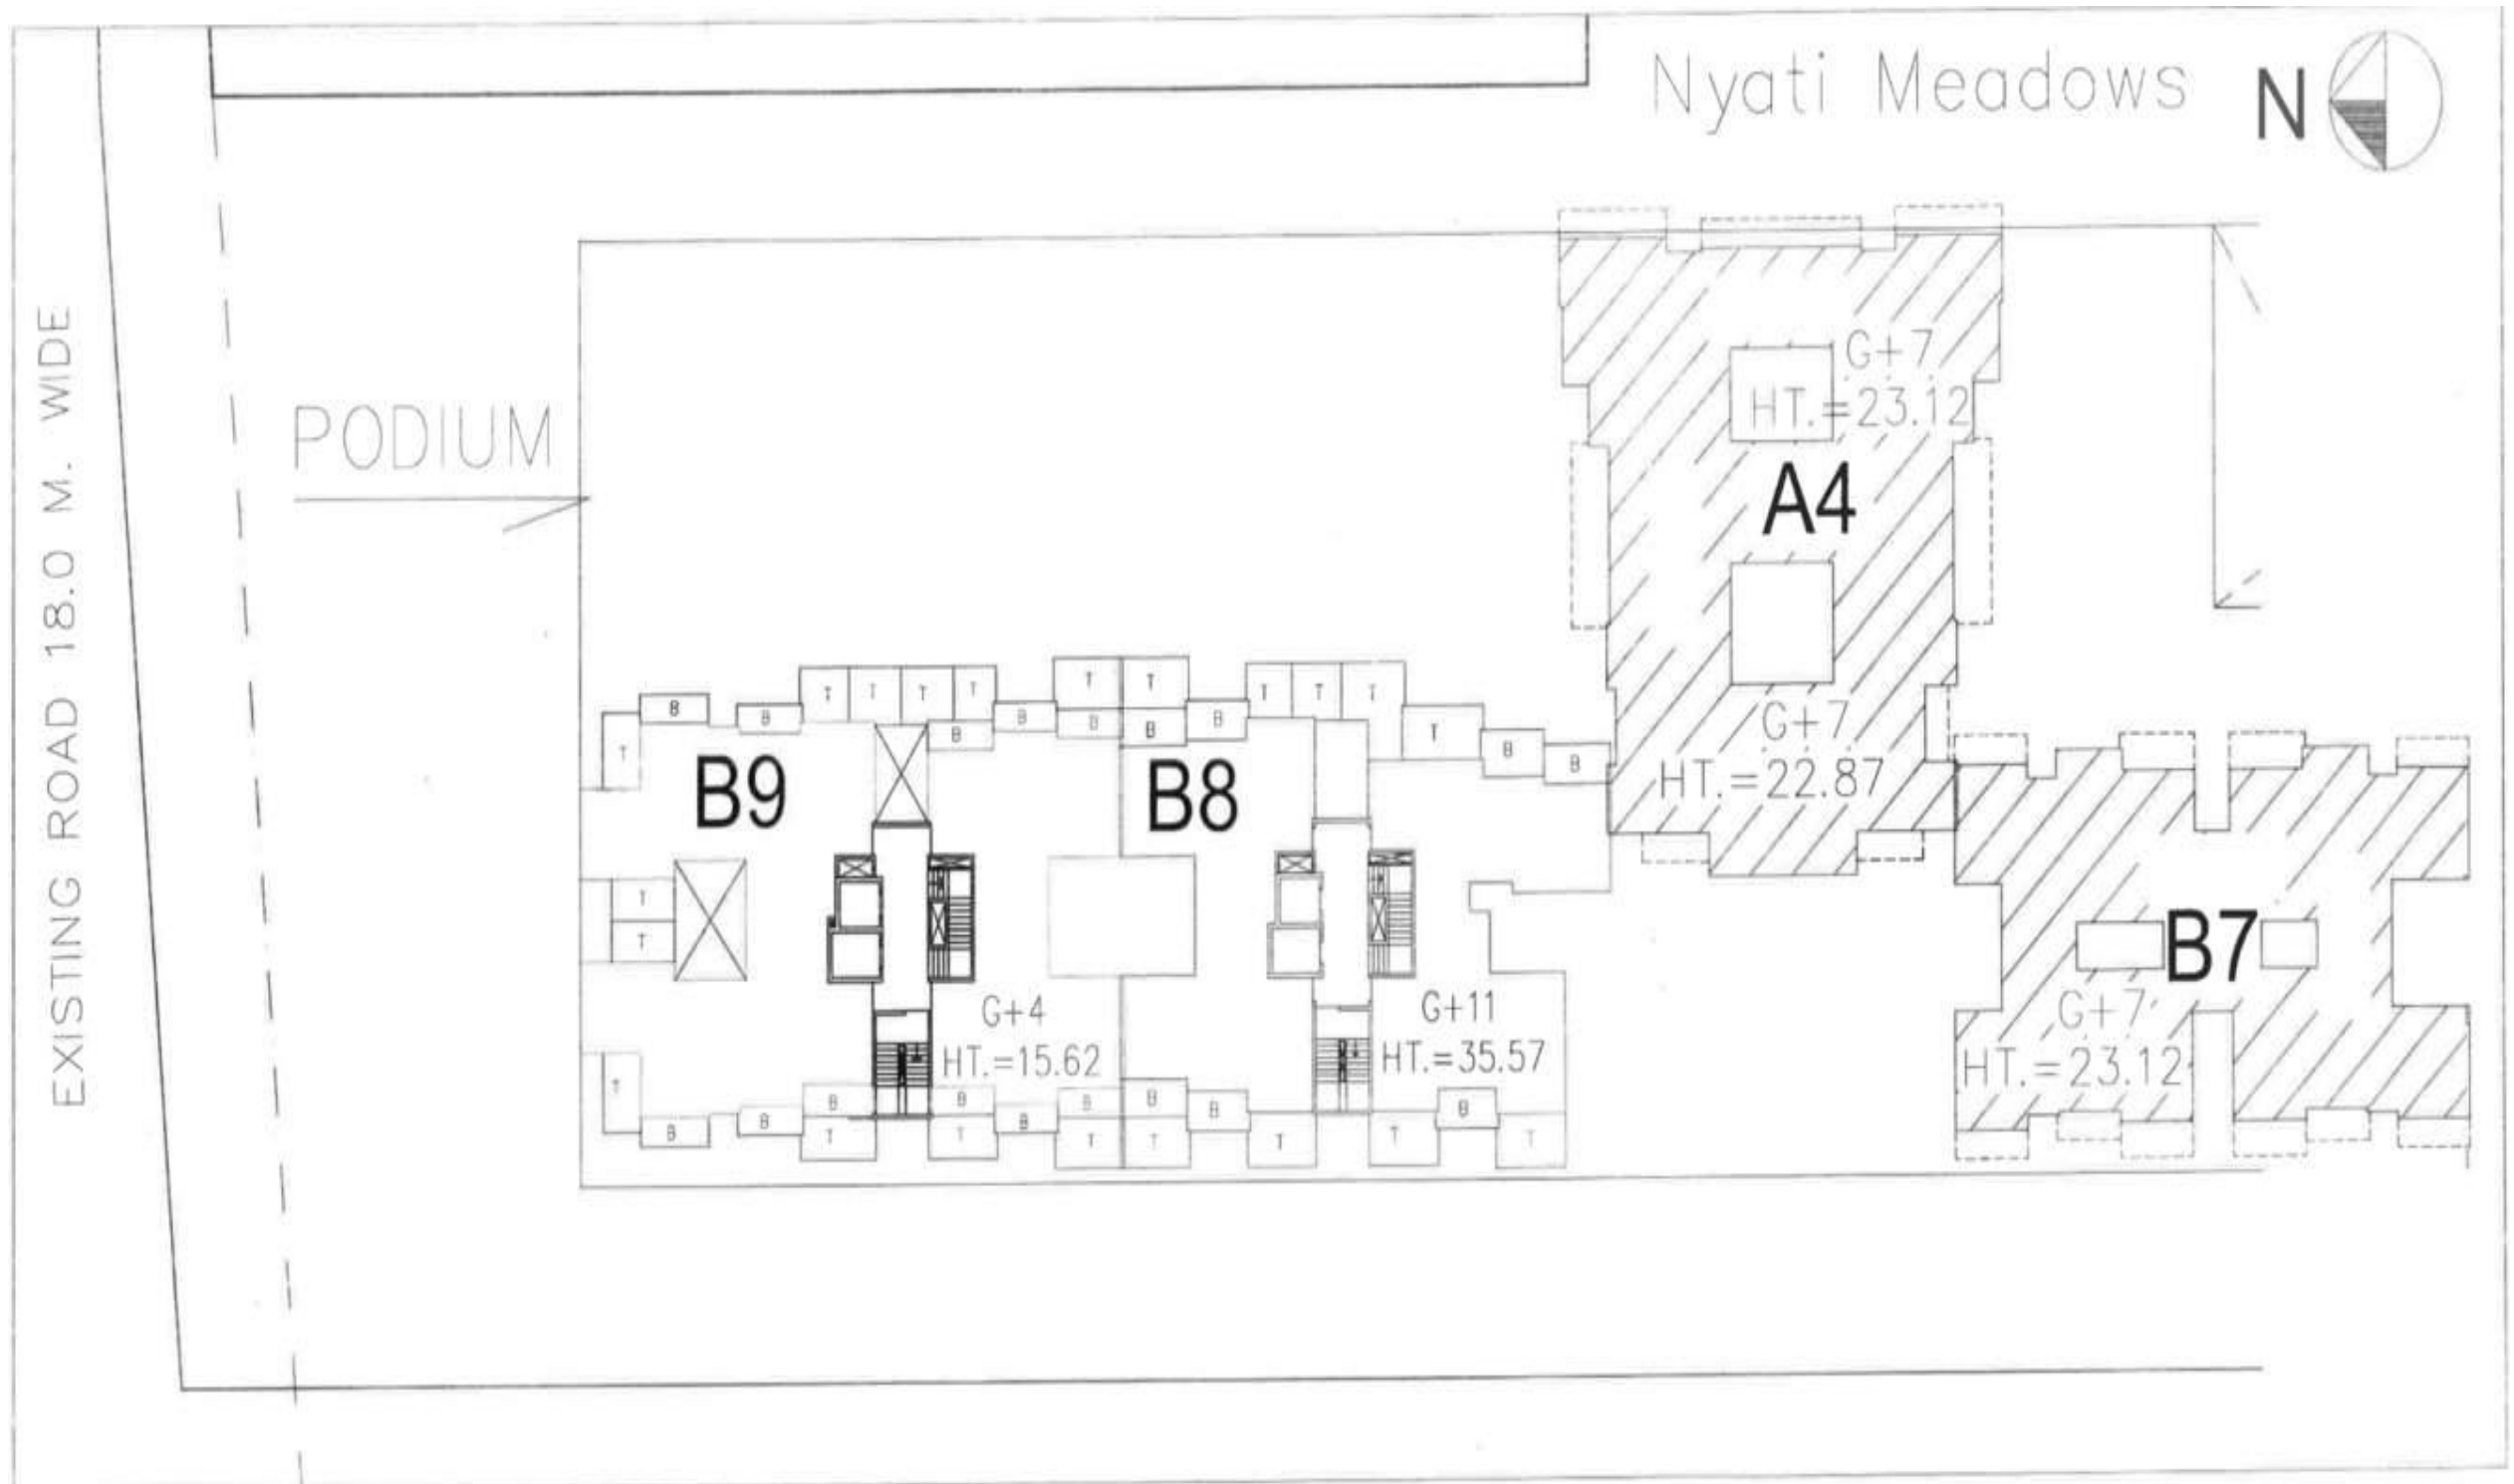 Nyati Meadows
N
EXISTING ROAD 18.0 M. WIDE
PODIUM
G+7
HT.=23.12
A4
G+7
HT.=22.87
T T T T T T T T T T
B B B B B B B B
T T B B
B9
B8
T
T
B7
G+4
HT.=15.62
G+11
HT.=35.57
G+7
HT.=23.12
T
B B B B B B B
B B B
T T T T T T T